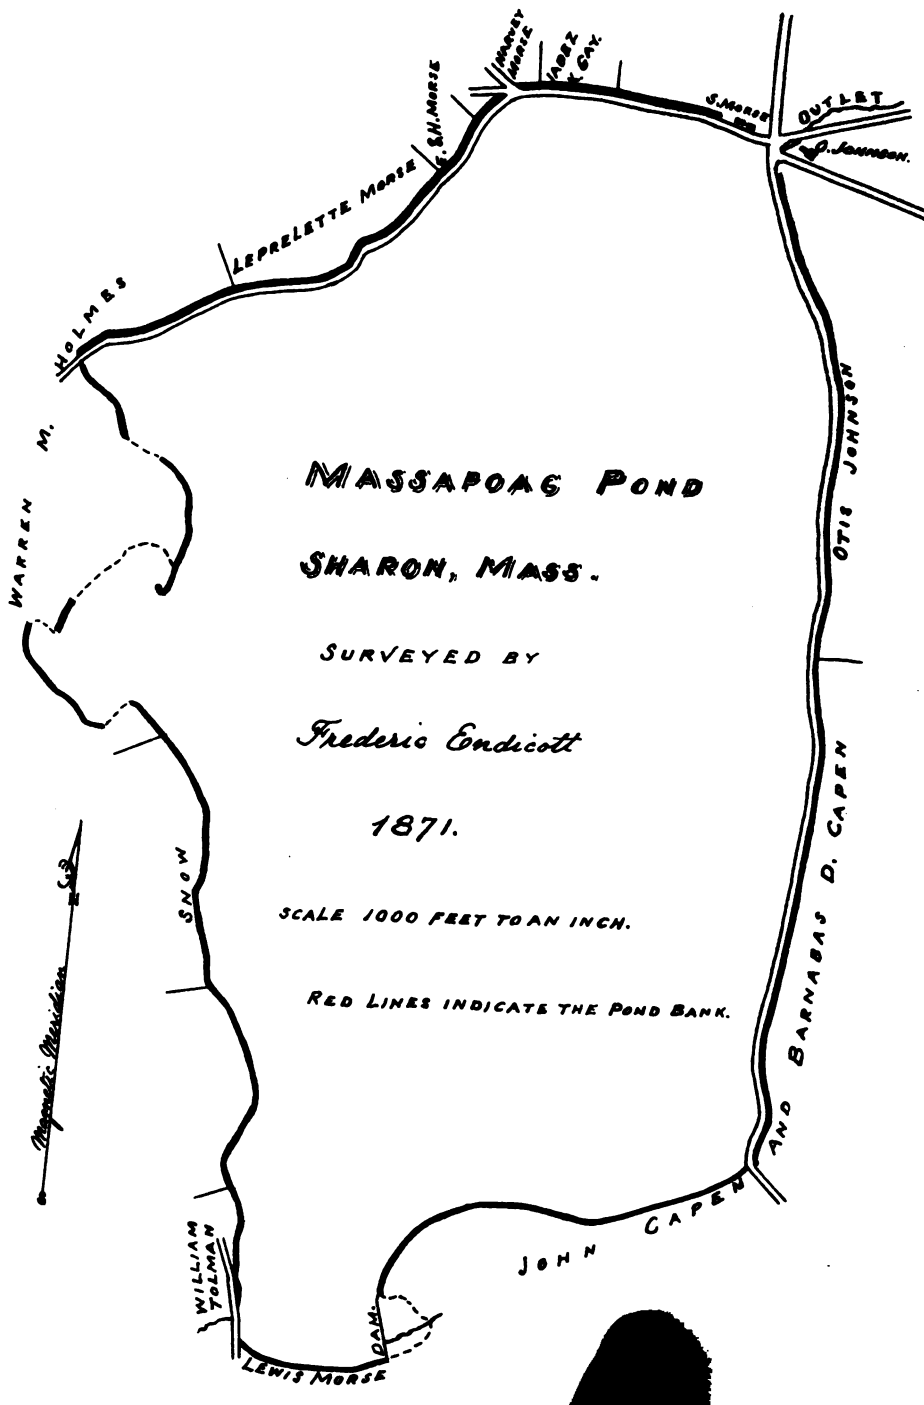 HARVEY
MORSE
JABEZ
K GAY.
S. MORSE
OUTLET
O. JOHNSON.
S. & H. MORSE
LEPRELETTE MORSE
WARREN M. HOLMES
OTIS JOHNSON
MASSAPOAG POND
SHARON, MASS.
SURVEYED BY
Frederic Endicott
1871.
SCALE 1000 FEET TO AN INCH.
RED LINES INDICATE THE POND BANK.
SNOW
Magnetic Meridian
JOHN CAPEN AND BARNABAS D. CAPEN
WILLIAM
TOLMAN
DAM.
LEWIS MORSE